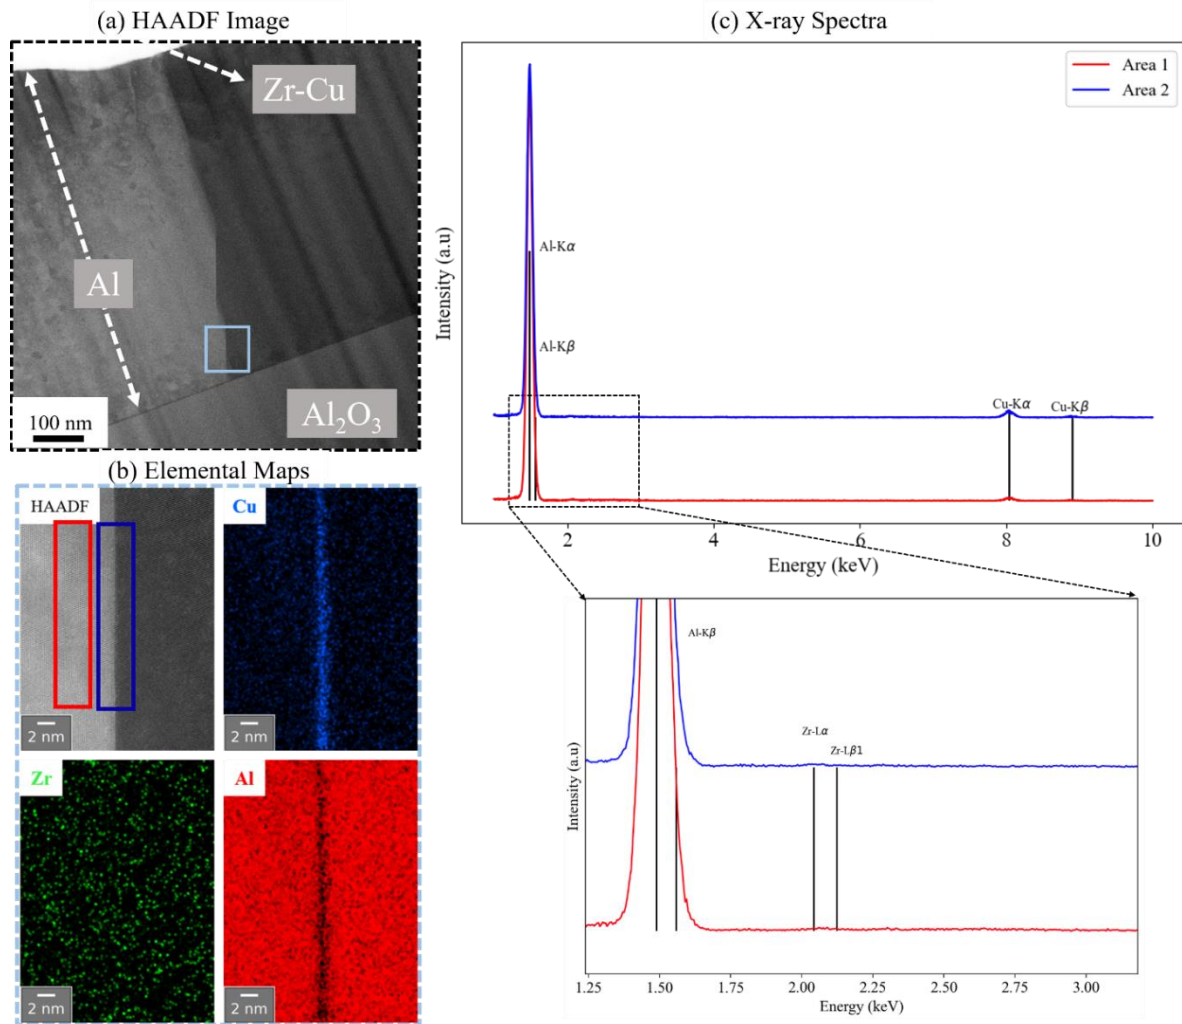 (a) HAADF Image
Zr-Cu
Al
Al₂O₃
100 nm
(b) Elemental Maps
HAADF
2 nm
Cu
2 nm
Zr
2 nm
Al
2 nm
(c) X-ray Spectra
Area 1
Area 2
Al-Kα
Al-Kβ
Cu-Kα
Cu-Kβ
Intensity (a.u)
2 4 6 8 10
Energy (keV)
Al-Kβ
Zr-Lα
Zr-Lβ1
Intensity (a.u)
1.25 1.50 1.75 2.00 2.25 2.50 2.75 3.00
Energy (keV)